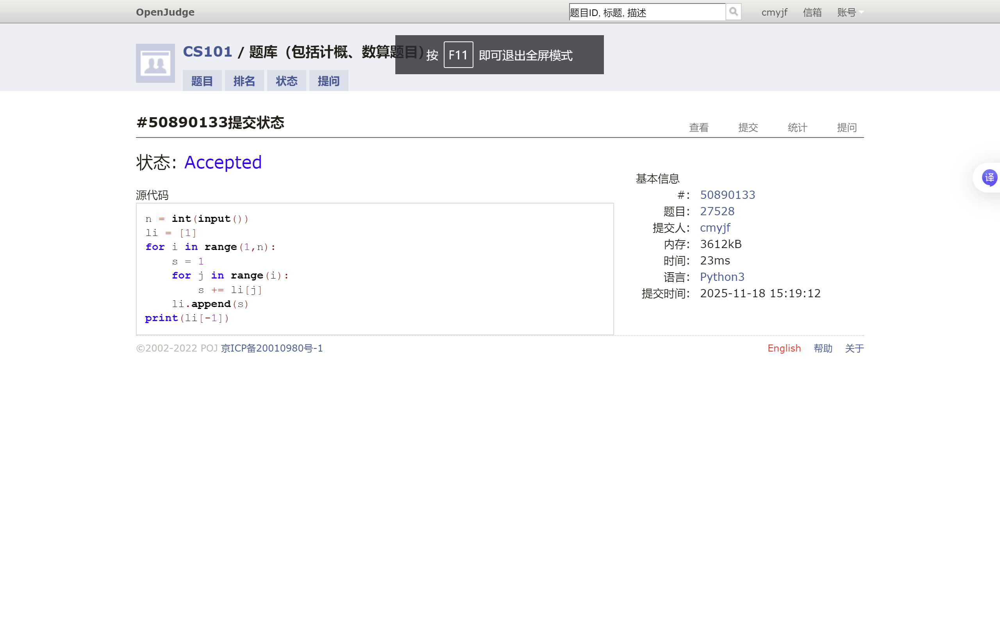 OpenJudge
题目ID, 标题, 描述
cmyjf 信箱 账号
CS101 / 题库（包括计概、数算题目）
按 F11 即可退出全屏模式
题目 排名 状态 提问
#50890133提交状态
查看 提交 统计 提问
状态: Accepted
译
基本信息
#: 50890133
题目: 27528
提交人: cmyjf
内存: 3612kB
时间: 23ms
语言: Python3
提交时间: 2025-11-18 15:19:12
源代码
n = int(input())
li = [1]
for i in range(1,n):
    s = 1
    for j in range(i):
        s += li[j]
    li.append(s)
print(li[-1])
©2002-2022 POJ 京ICP备20010980号-1
English 帮助 关于